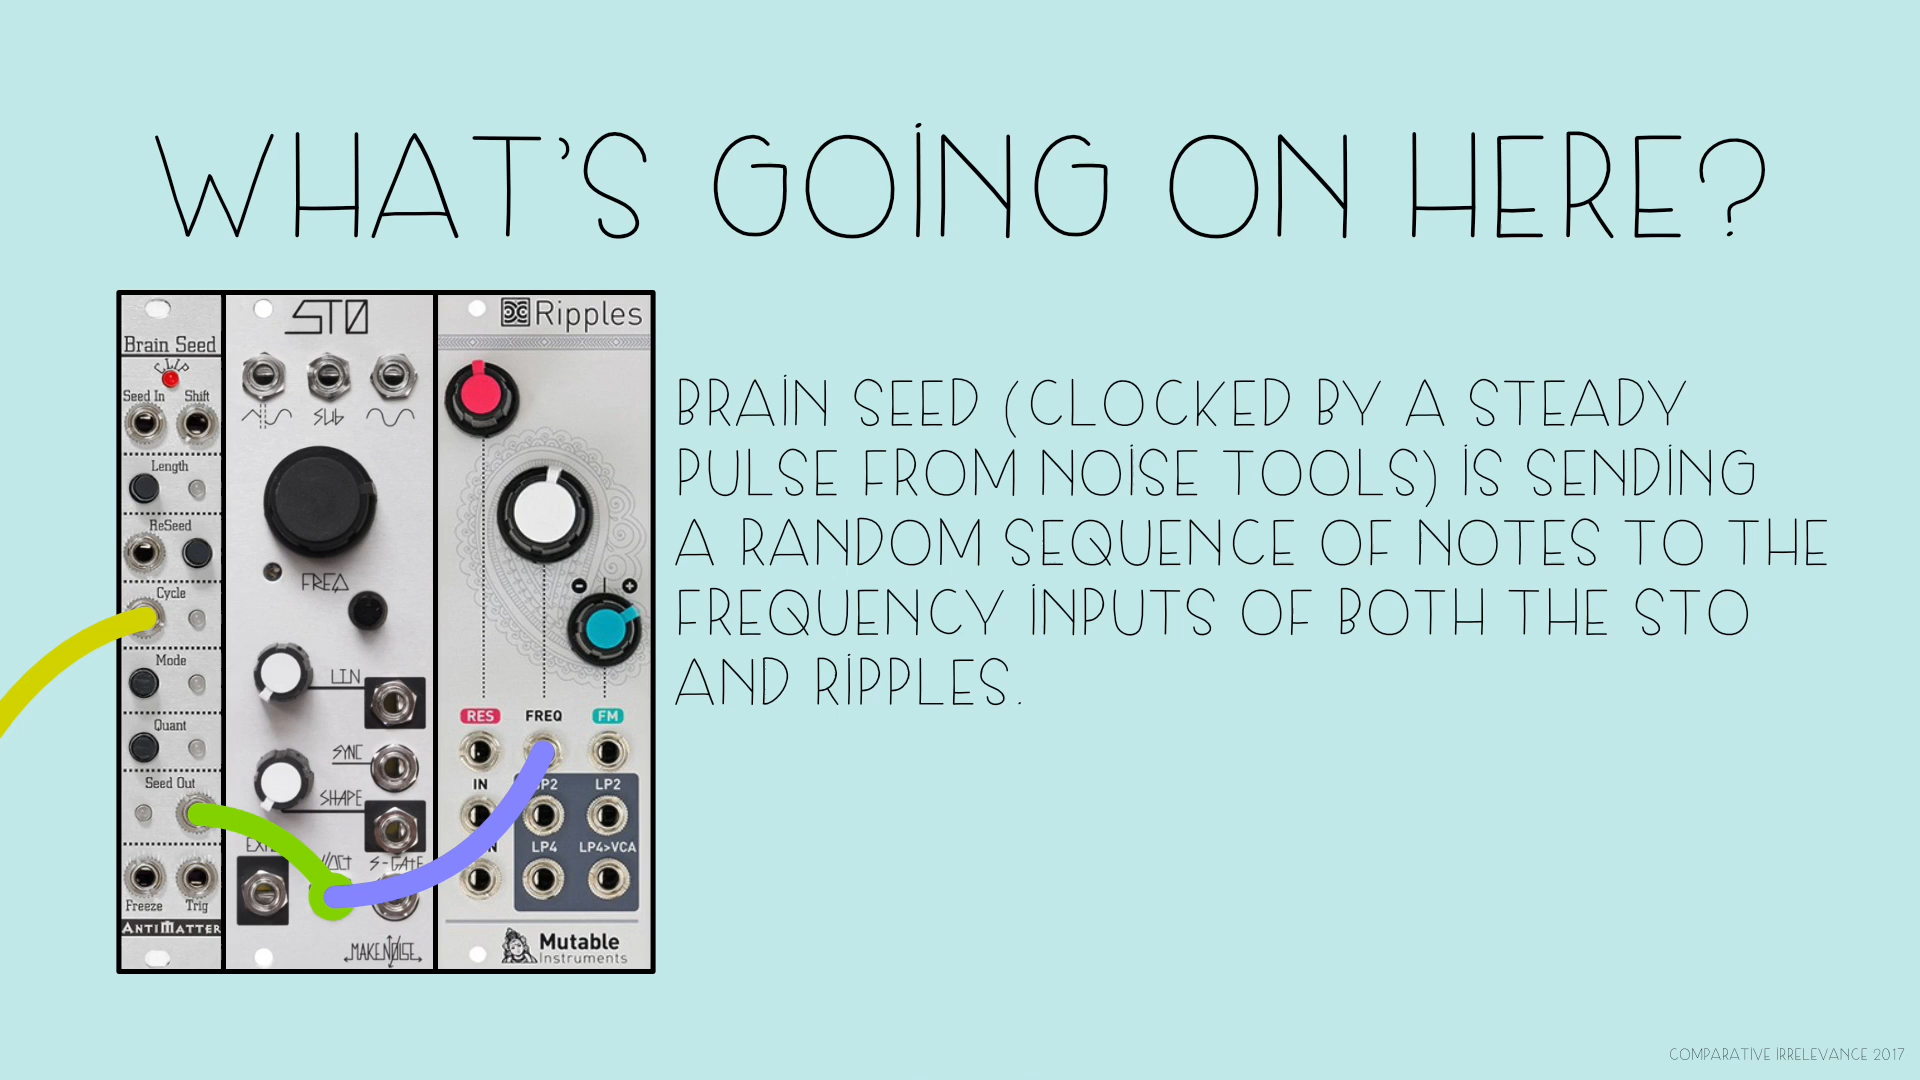 WHAT'S GOING ON HERE?
Brain Seed
CLIP
Seed In Shift
Length
ReSeed
Cycle
Mode
Quant
Seed Out
Freeze Trig
ANTIMATTER
STO
SUB
FREQ
LIN
SYNC
SHAPE
S-GATE
MAKENOISE
Ripples
RES FREQ FM
IN LP2
LP4 LP4>VCA
Mutable
Instruments
BRAIN SEED (CLOCKED BY A STEADY
PULSE FROM NOISE TOOLS) IS SENDING
A RANDOM SEQUENCE OF NOTES TO THE
FREQUENCY INPUTS OF BOTH THE STO
AND RIPPLES.
COMPARATIVE IRRELEVANCE 2017